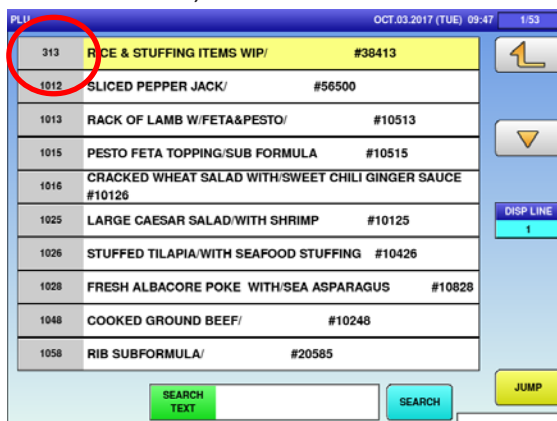 PLU OCT.03.2017 (TUE) 09:47 1/53
313 RICE & STUFFING ITEMS WIP/ #38413
1012 SLICED PEPPER JACK/ #56500
1013 RACK OF LAMB W/FETA&PESTO/ #10513
1015 PESTO FETA TOPPING/SUB FORMULA #10515
1016 CRACKED WHEAT SALAD WITH/SWEET CHILI GINGER SAUCE
#10126
1025 LARGE CAESAR SALAD/WITH SHRIMP #10125
DISP LINE
1
1026 STUFFED TILAPIA/WITH SEAFOOD STUFFING #10426
1028 FRESH ALBACORE POKE WITH/SEA ASPARAGUS #10828
1048 COOKED GROUND BEEF/ #10248
1058 RIB SUBFORMULA/ #20585
JUMP
SEARCH
TEXT
SEARCH